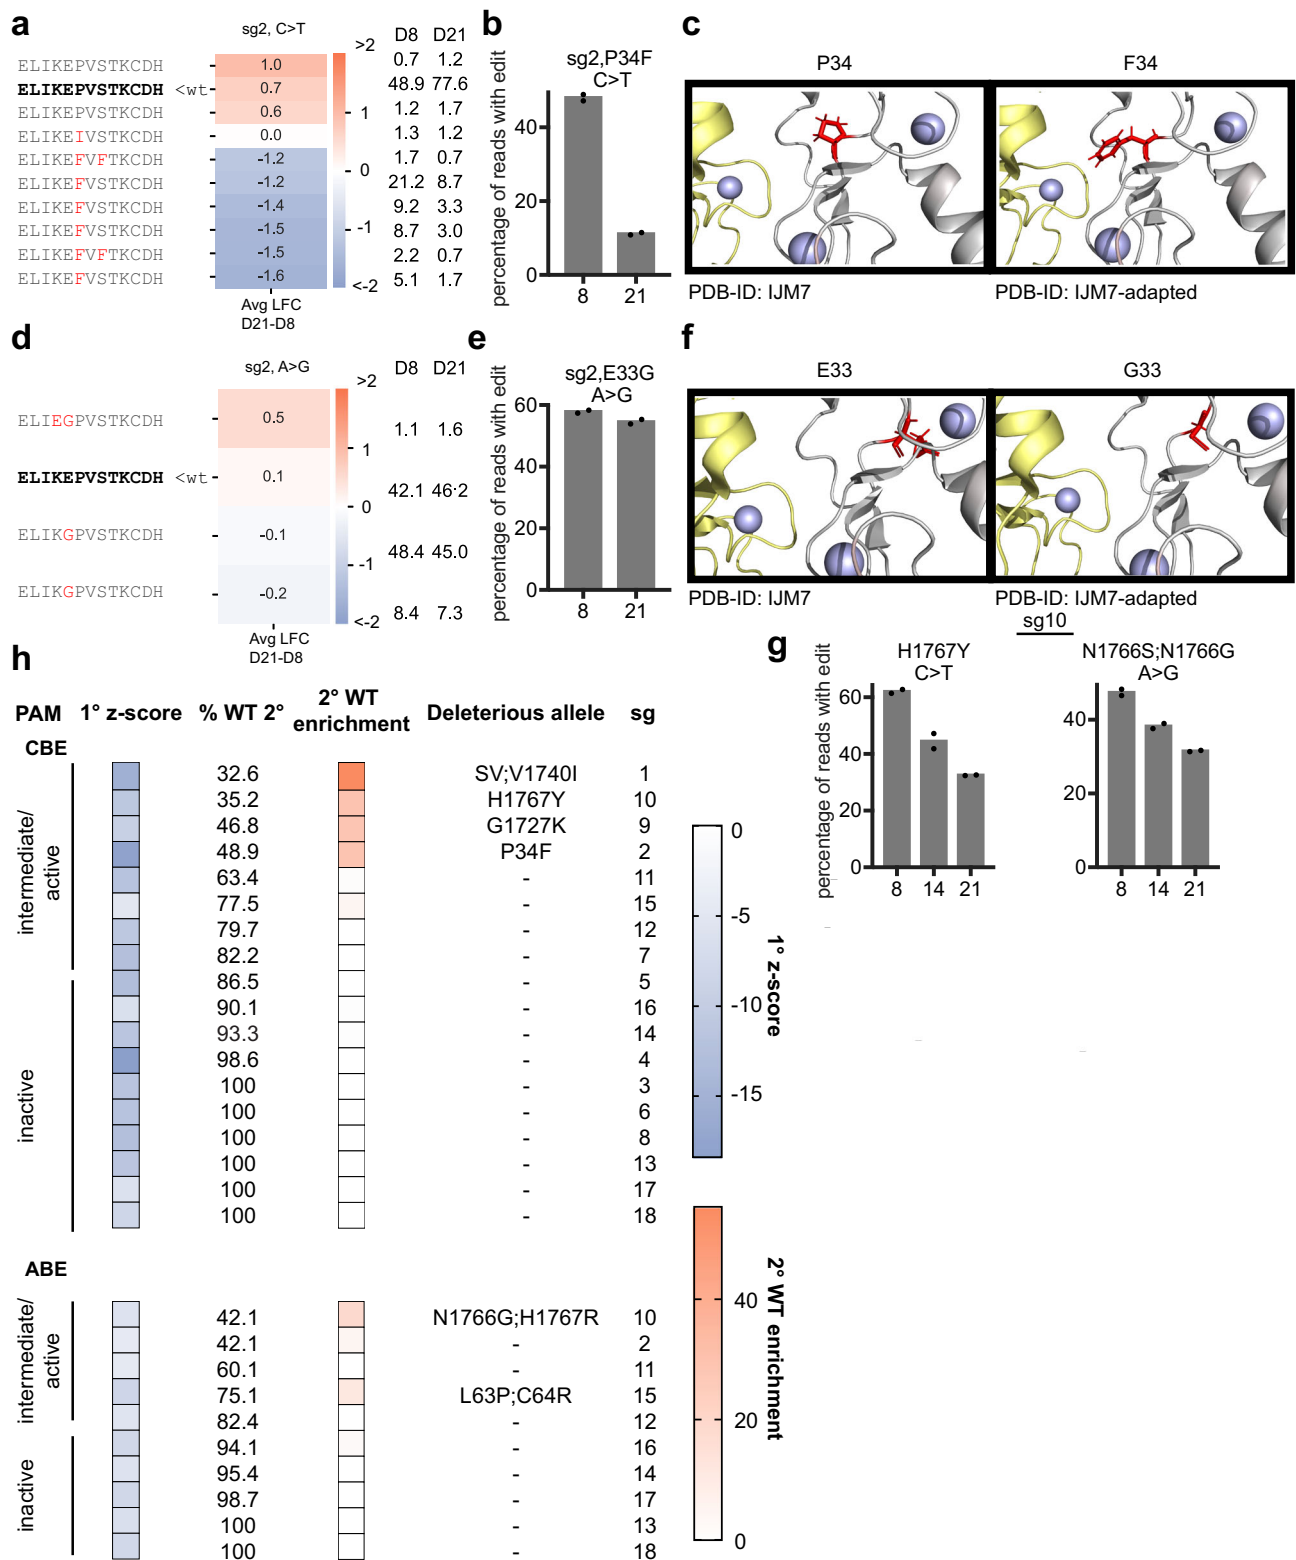 a
sg2, C>T
D8 D21
>2
1
0
-1
<-2
ELIKEPVSTKCDH 1.0 0.7 1.2
ELIKEPVSTKCDH <wt 0.7 48.9 77.6
ELIKEPVSTKCDH 0.6 1.2 1.7
ELIKEIVSTKCDH 0.0 1.3 1.2
ELIKEFVFTKCDH -1.2 1.7 0.7
ELIKEFVSTKCDH -1.2 21.2 8.7
ELIKEFVSTKCDH -1.4 9.2 3.3
ELIKEFVSTKCDH -1.5 8.7 3.0
ELIKEFVFTKCDH -1.5 2.2 0.7
ELIKEFVSTKCDH -1.6 5.1 1.7
Avg LFC
D21-D8
b
sg2,P34F
C>T
percentage of reads with edit
40
20
0
8 21
c
P34 F34
PDB-ID: IJM7 PDB-ID: IJM7-adapted
d
sg2, A>G
D8 D21
>2
1
0
-1
<-2
ELIEGPVSTKCDH 0.5 1.1 1.6
ELIKEPVSTKCDH <wt 0.1 42.1 46·2
ELIKGPVSTKCDH -0.1 48.4 45.0
ELIKGPVSTKCDH -0.2 8.4 7.3
Avg LFC
D21-D8
e
sg2,E33G
A>G
percentage of reads with edit
60
40
20
0
8 21
f
E33 G33
PDB-ID: IJM7 PDB-ID: IJM7-adapted
g
sg10
H1767Y
C>T
percentage of reads with edit
60
40
20
0
8 14 21
N1766S;N1766G
A>G
40
20
0
8 14 21
h
PAM 1° z-score % WT 2° 2° WT enrichment Deleterious allele sg
CBE
intermediate/
active
32.6 SV;V1740I 1
35.2 H1767Y 10
46.8 G1727K 9
48.9 P34F 2
63.4 - 11
77.5 - 15
79.7 - 12
82.2 - 7
inactive
86.5 - 5
90.1 - 16
93.3 - 14
98.6 - 4
100 - 3
100 - 6
100 - 8
100 - 13
100 - 17
100 - 18
ABE
intermediate/
active
42.1 N1766G;H1767R 10
42.1 - 2
60.1 - 11
75.1 L63P;C64R 15
82.4 - 12
inactive
94.1 - 16
95.4 - 14
98.7 - 17
100 - 13
100 - 18
0
-5
-10
-15
1° z-score
40
20
0
2° WT enrichment